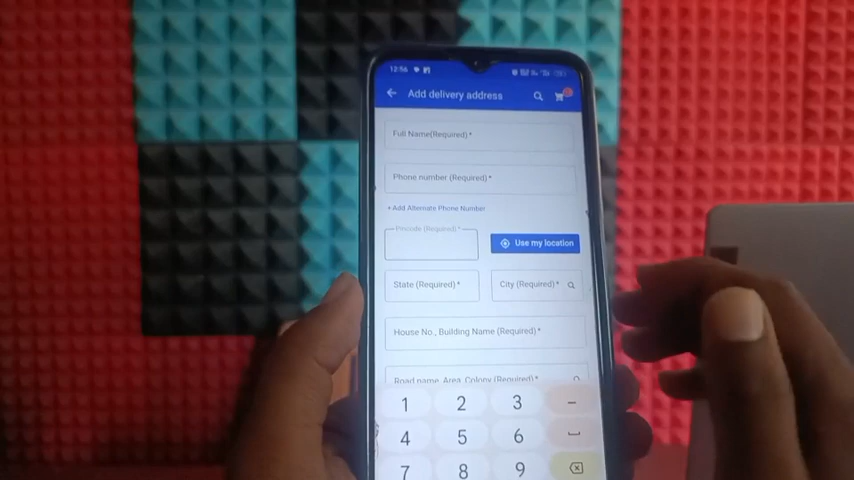 12:56
Add delivery address
Full Name(Required) *
Phone number (Required) *
+ Add Alternate Phone Number
Pincode (Required) *
Use my location
State (Required) *
City (Required) *
House No., Building Name (Required) *
Road name, Area, Colony (Required) *
1 2 3 –
4 5 6
7 8 9